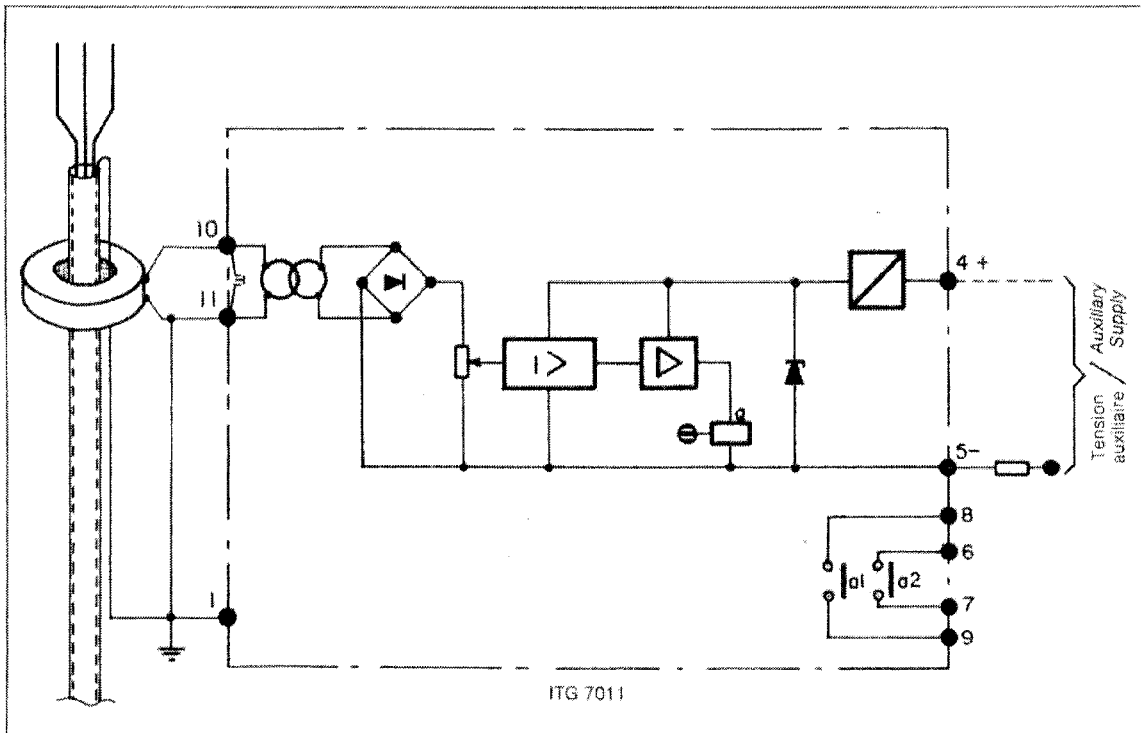 10
11
4 +
I >
a
5-
8
6
a1
a2
7
1
9
Tension / Auxiliary
auxiliaire Supply
ITG 7011